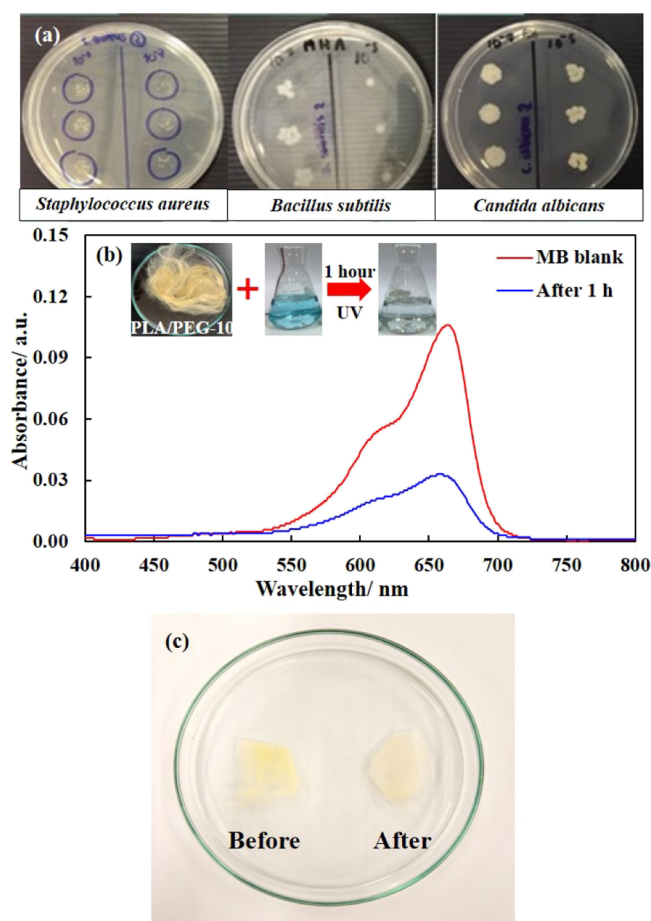 (a)
MHA
Staphylococcus aureus
Bacillus subtilis
Candida albicans
0.15
(b)
1 hour
UV
PLA/PEG-10
MB blank
After 1 h
0.12
0.09
0.06
0.03
0.00
Absorbance/ a.u.
400 450 500 550 600 650 700 750 800
Wavelength/ nm
(c)
Before
After